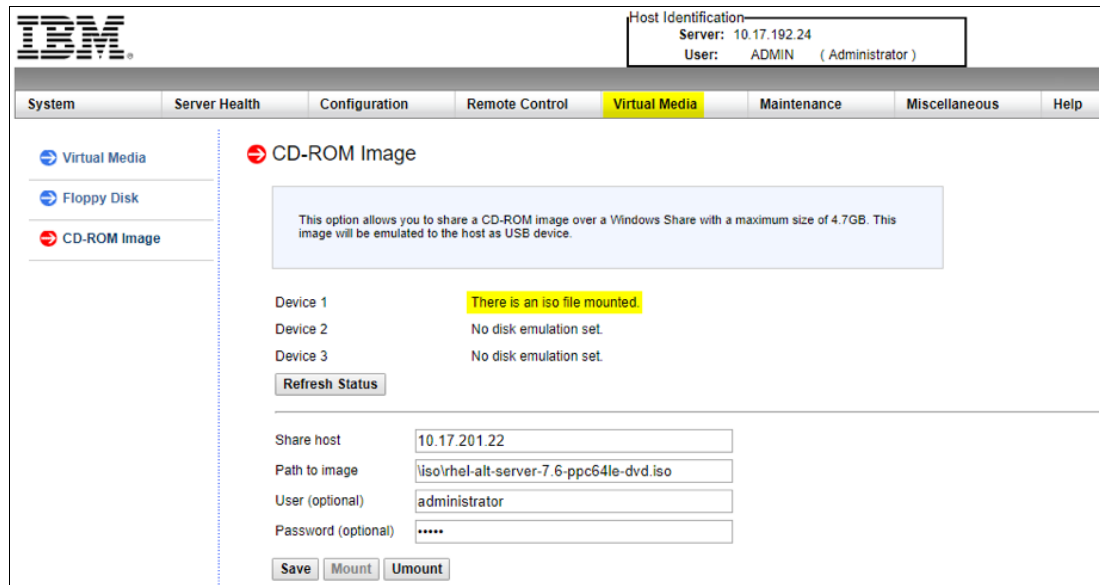 IBM®
Host Identification
Server: 10.17.192.24
User: ADMIN ( Administrator )
System Server Health Configuration Remote Control Virtual Media Maintenance Miscellaneous Help
Virtual Media
Floppy Disk
CD-ROM Image
CD-ROM Image
This option allows you to share a CD-ROM image over a Windows Share with a maximum size of 4.7GB. This
image will be emulated to the host as USB device.
Device 1 There is an iso file mounted.
Device 2 No disk emulation set.
Device 3 No disk emulation set.
Refresh Status
Share host 10.17.201.22
Path to image \iso\rhel-alt-server-7.6-ppc64le-dvd.iso
User (optional) administrator
Password (optional) •••••
Save Mount Umount